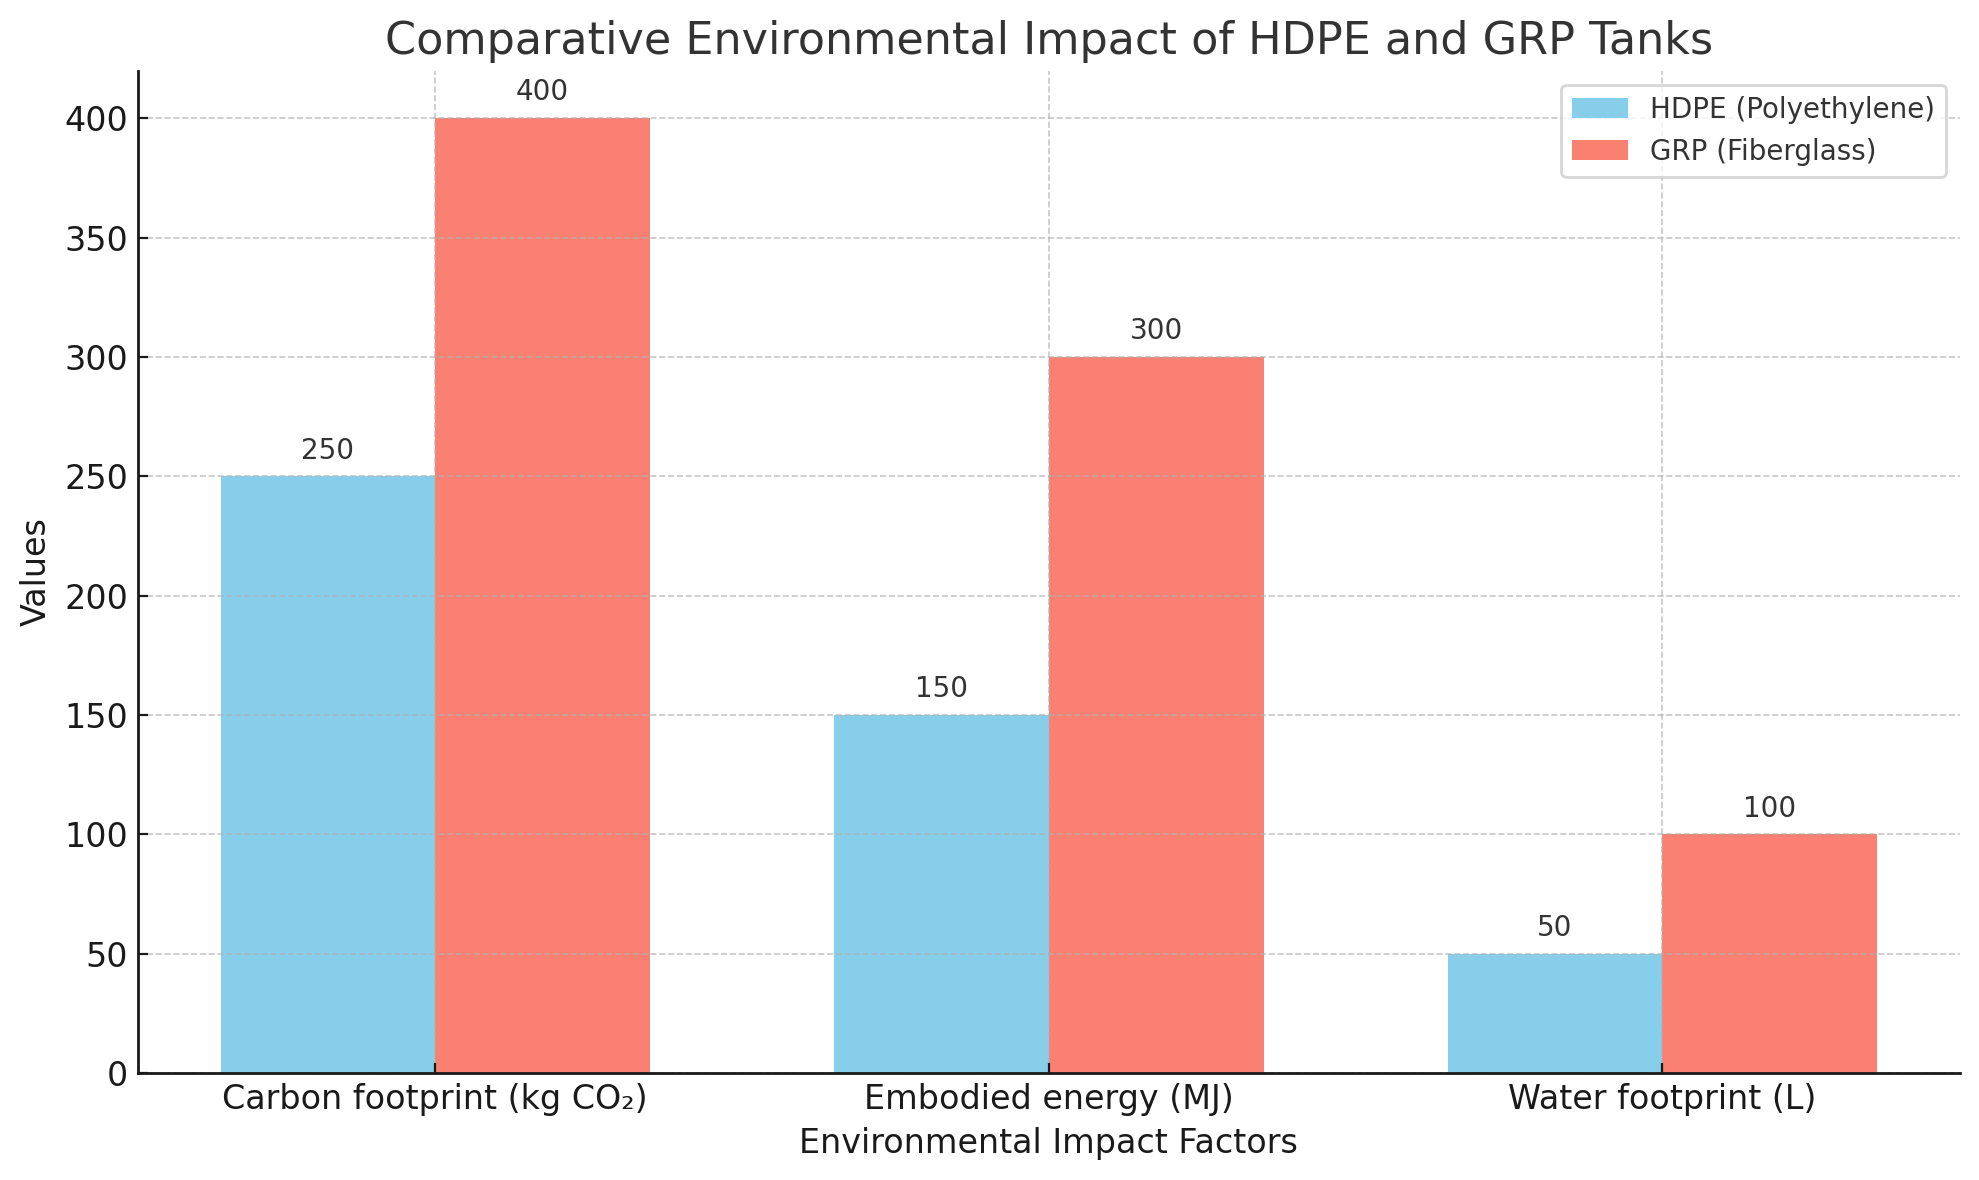 Comparative Environmental Impact of HDPE and GRP Tanks
HDPE (Polyethylene)
GRP (Fiberglass)
Values
400
350
300
250
200
150
100
50
0
250
400
150
300
50
100
Carbon footprint (kg CO₂)
Embodied energy (MJ)
Water footprint (L)
Environmental Impact Factors